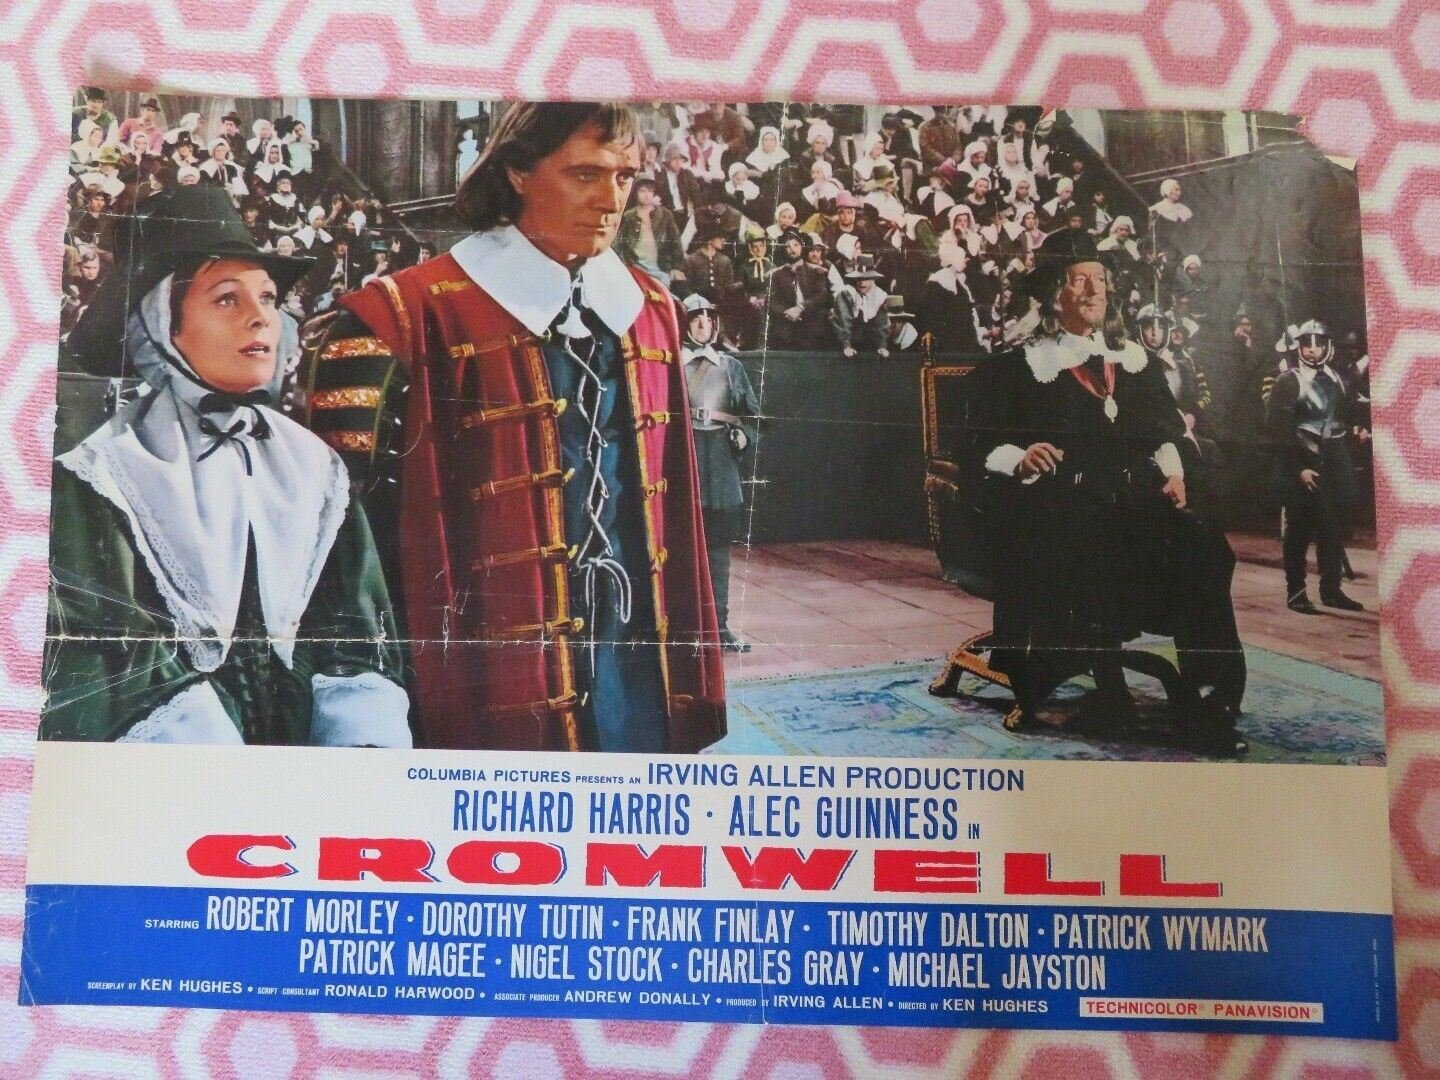 COLUMBIA PICTURES PRESENTS AN IRVING ALLEN PRODUCTION
RICHARD HARRIS · ALEC GUINNESS IN
CROMWELL
STARRING ROBERT MORLEY · DOROTHY TUTIN · FRANK FINLAY · TIMOTHY DALTON · PATRICK WYMARK
PATRICK MAGEE · NIGEL STOCK · CHARLES GRAY · MICHAEL JAYSTON
SCREENPLAY BY KEN HUGHES · SCRIPT CONSULTANT RONALD HARWOOD · ASSOCIATE PRODUCER ANDREW DONALLY · PRODUCED BY IRVING ALLEN · DIRECTED BY KEN HUGHES
TECHNICOLOR® PANAVISION®